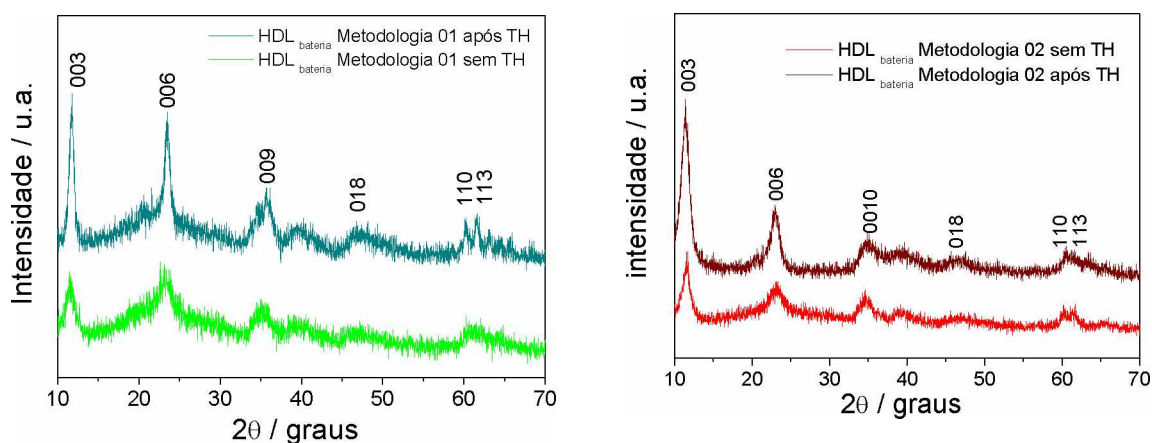 Intensidade / u.a.
HDL bateria Metodologia 01 após TH
HDL bateria Metodologia 01 sem TH
003
006
009
018
110
113
10 20 30 40 50 60 70
2θ / graus
intensidade / u.a.
HDL bateria Metodologia 02 sem TH
HDL bateria Metodologia 02 após TH
003
006
0010
018
110
113
10 20 30 40 50 60 70
2θ / graus